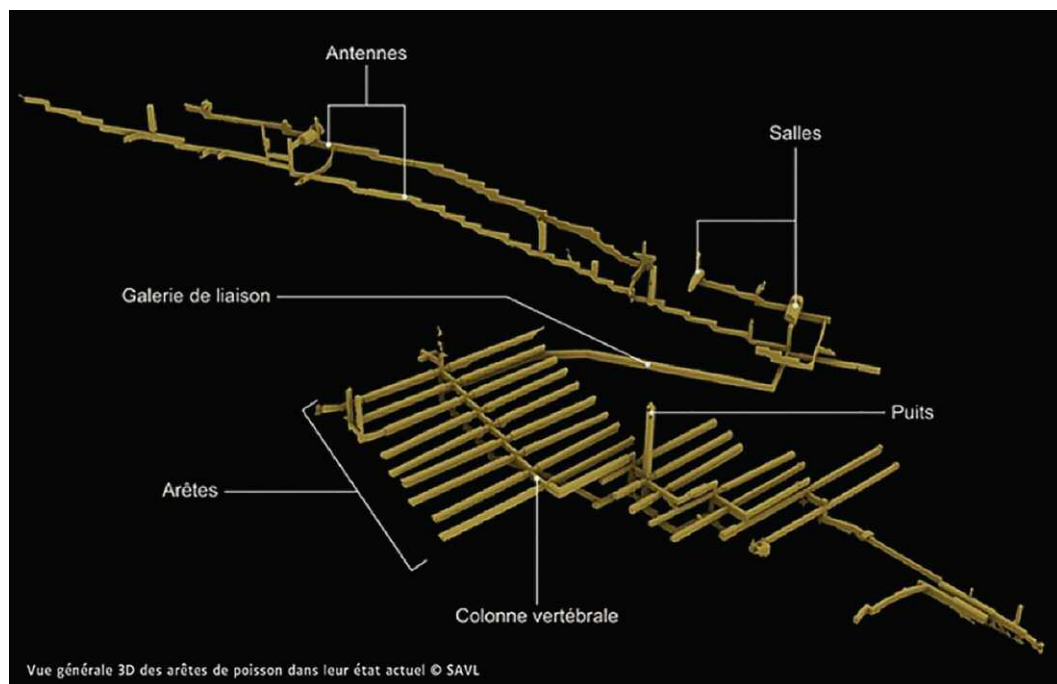 Antennes
Salles
Galerie de liaison
Puits
Arêtes
Colonne vertébrale
Vue générale 3D des arêtes de poisson dans leur état actuel © SAVL